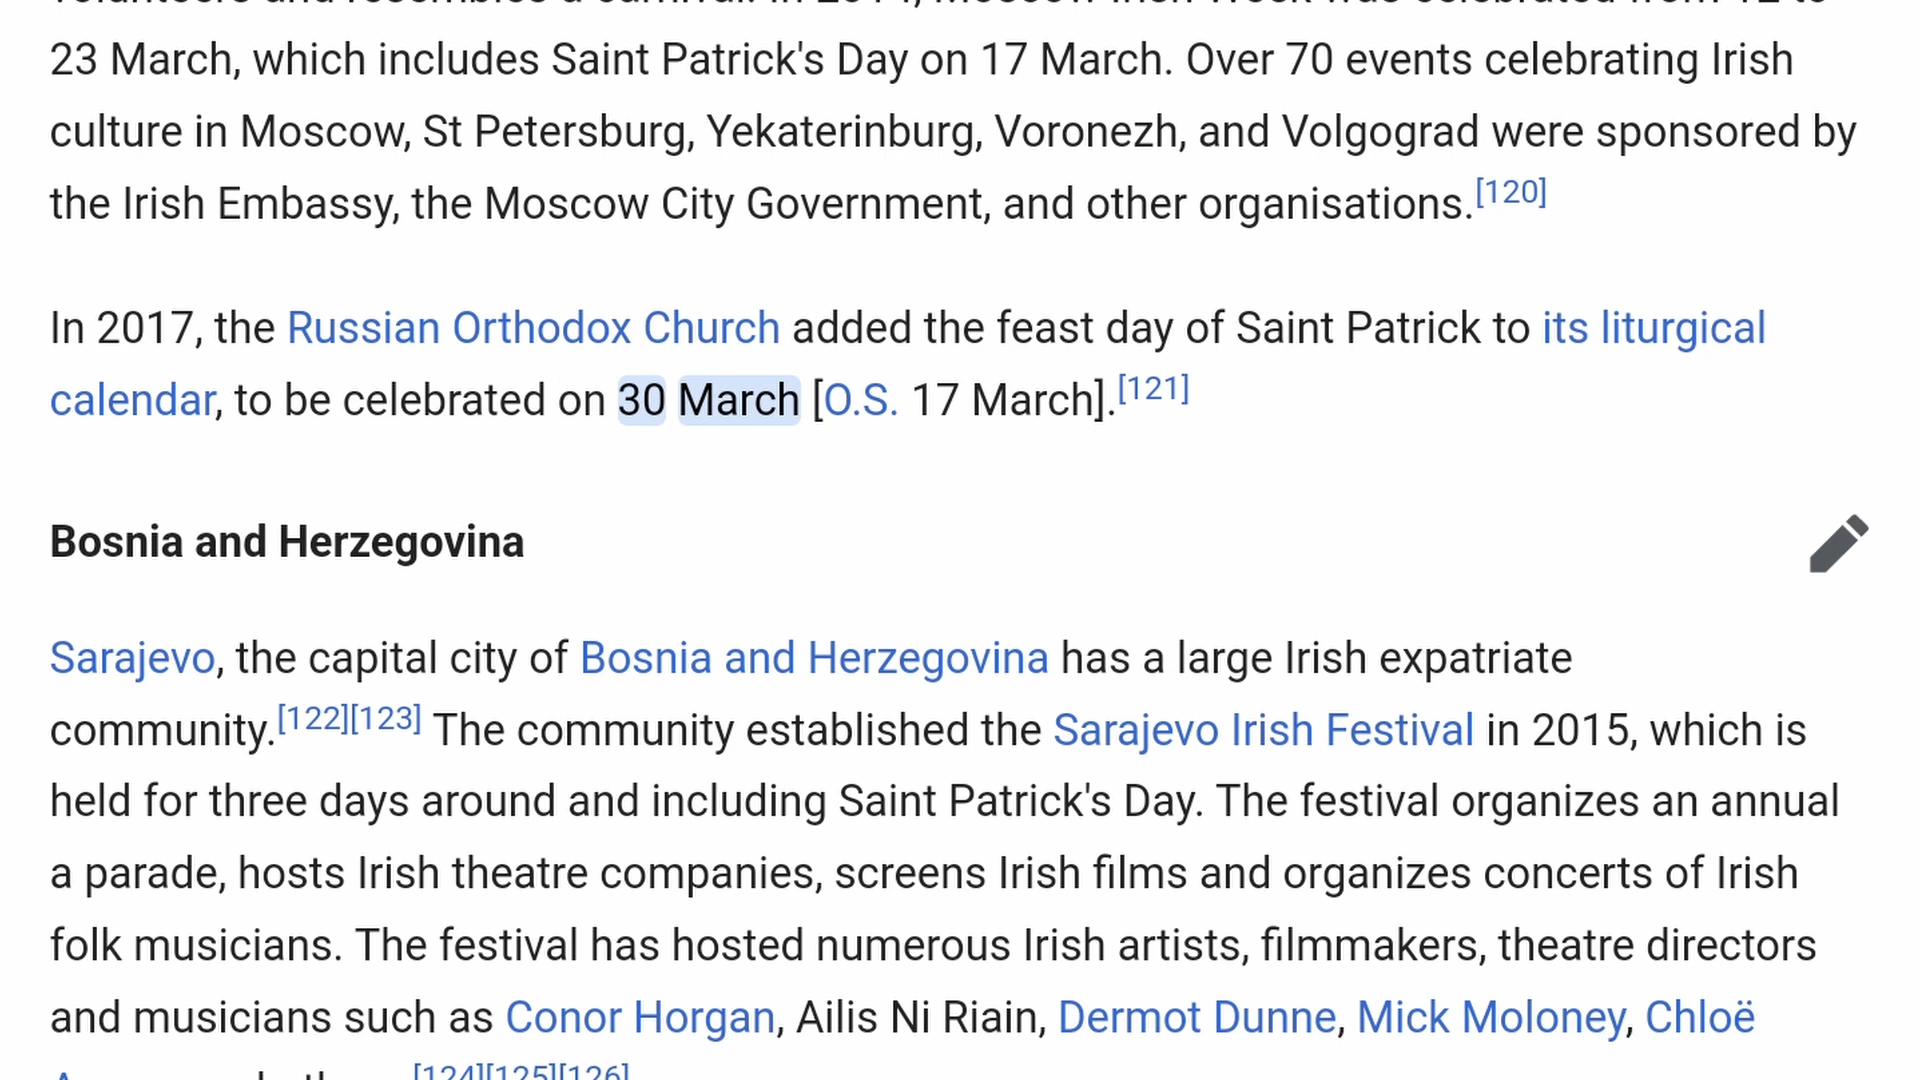 23 March, which includes Saint Patrick's Day on 17 March. Over 70 events celebrating Irish
culture in Moscow, St Petersburg, Yekaterinburg, Voronezh, and Volgograd were sponsored by
the Irish Embassy, the Moscow City Government, and other organisations.[120]
In 2017, the Russian Orthodox Church added the feast day of Saint Patrick to its liturgical
calendar, to be celebrated on 30 March [O.S. 17 March].[121]
Bosnia and Herzegovina
Sarajevo, the capital city of Bosnia and Herzegovina has a large Irish expatriate
community.[122][123] The community established the Sarajevo Irish Festival in 2015, which is
held for three days around and including Saint Patrick's Day. The festival organizes an annual
a parade, hosts Irish theatre companies, screens Irish films and organizes concerts of Irish
folk musicians. The festival has hosted numerous Irish artists, filmmakers, theatre directors
and musicians such as Conor Horgan, Ailis Ni Riain, Dermot Dunne, Mick Moloney, Chloë
[124][125][126]